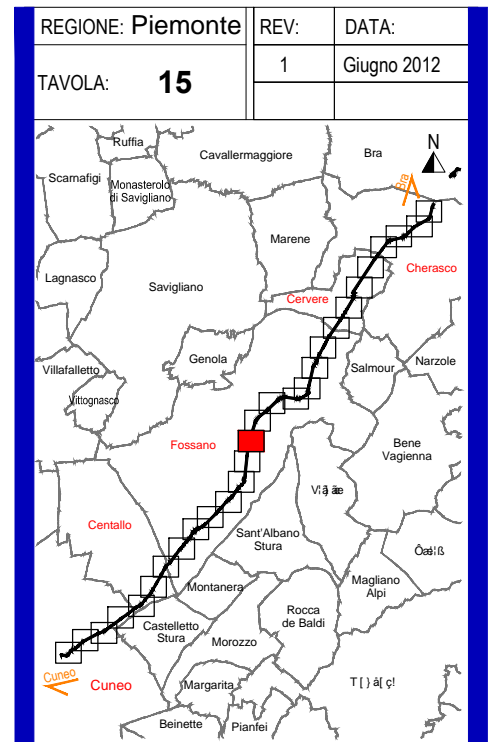 REGIONE: Piemonte
REV:
DATA:
TAVOLA: 15
1
Giugno 2012
Ruffia
Cavallermaggiore
Bra
N
Scarnafigi
Monasterolo
di Savigliano
Bra
Marene
Lagnasco
Savigliano
Cherasco
Cervere
Villafalletto
Genola
Salmour
Narzole
Vittognasco
Fossano
Bene
Vagienna
Centallo
Sant'Albano
Stura
Montanera
Magliano
Alpi
Castelletto
Stura
Rocca
de Baldi
Morozzo
Cuneo
Cuneo
Margarita
Beinette
Pianfei